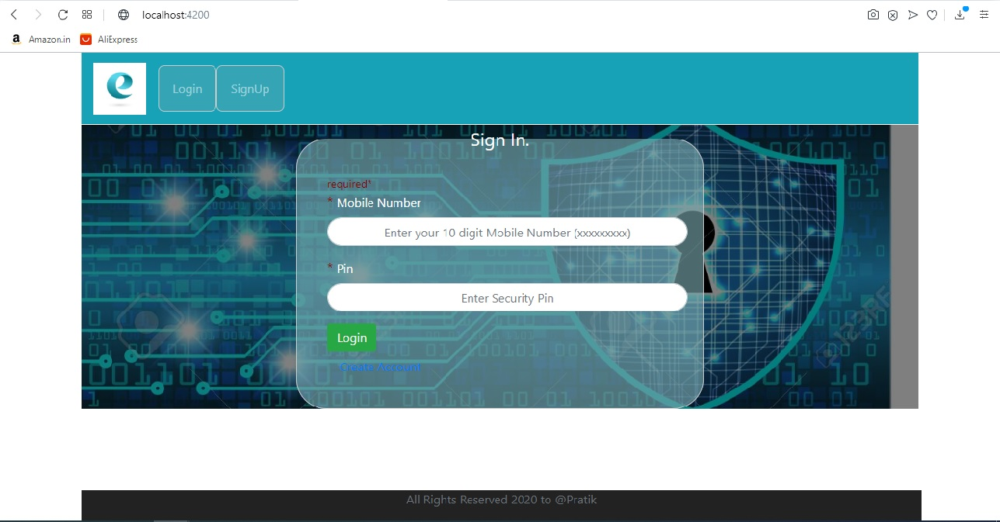 localhost:4200
Amazon.in AliExpress
Login SignUp
Sign In.
required*
* Mobile Number
Enter your 10 digit Mobile Number (xxxxxxxxx)
* Pin
Enter Security Pin
Login
Create Account
All Rights Reserved 2020 to @Pratik